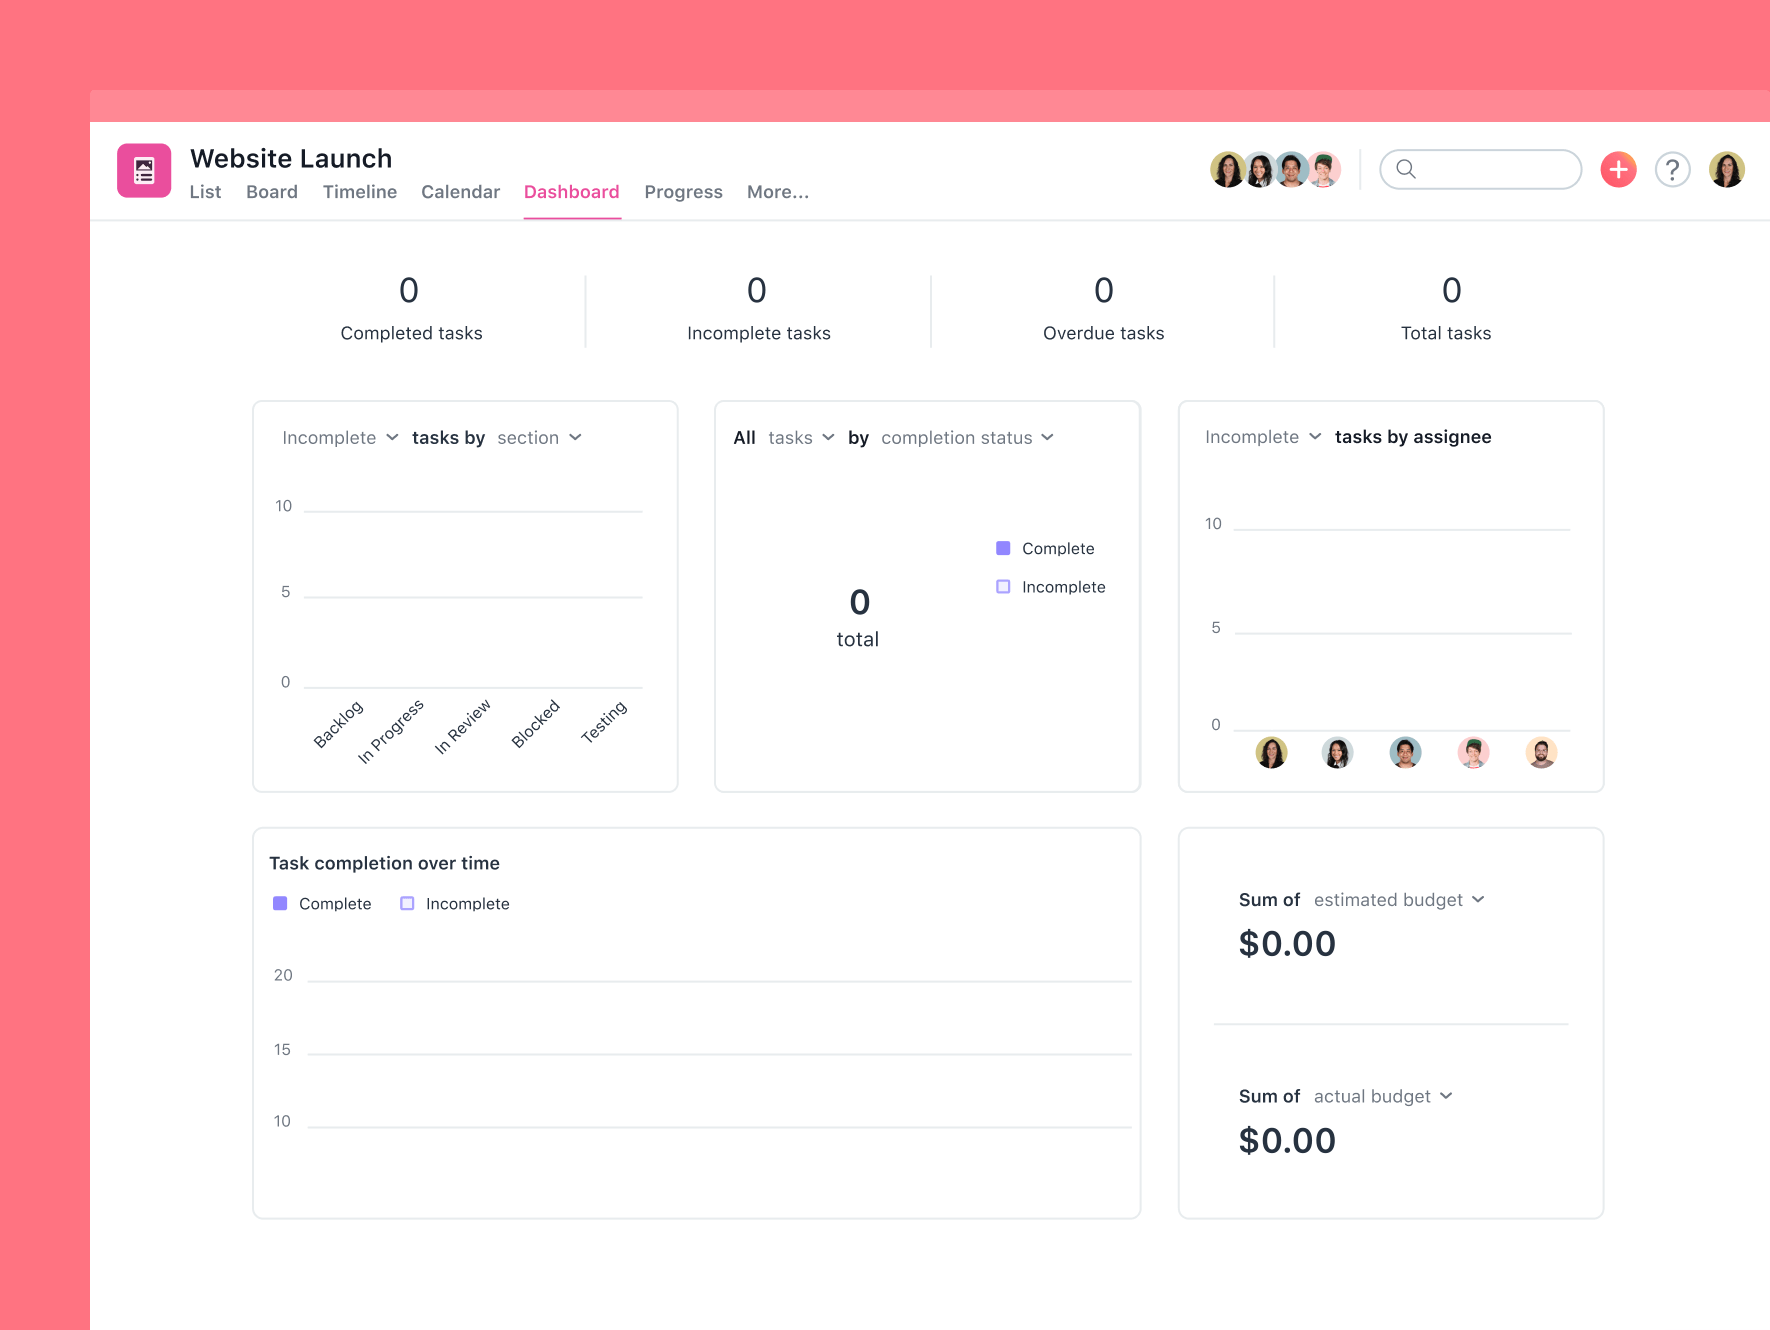 Website Launch
List Board Timeline Calendar Dashboard Progress More...
?
0 0 0 0
Completed tasks Incomplete tasks Overdue tasks Total tasks
Incomplete tasks by section
10
5
0
Backlog In Progress In Review Blocked Testing
All tasks by completion status
Complete
Incomplete
0
total
Incomplete tasks by assignee
10
5
0
Task completion over time
Complete Incomplete
20
15
10
Sum of estimated budget
$0.00
Sum of actual budget
$0.00